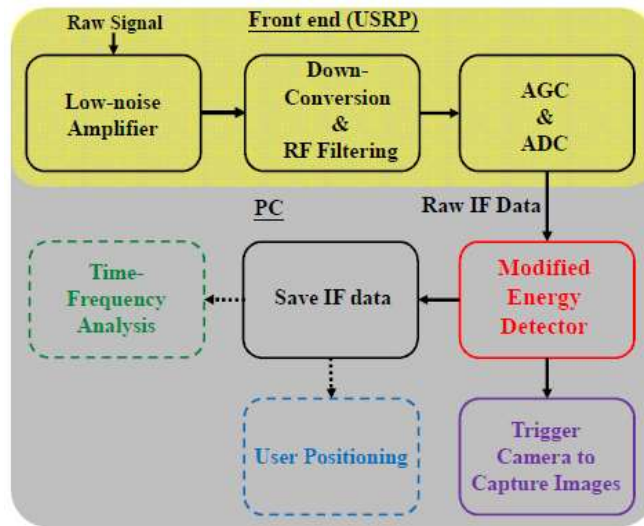 Raw Signal
Front end (USRP)
Low-noise
Amplifier
Down-
Conversion
&
RF Filtering
AGC
&
ADC
PC
Raw IF Data
Time-
Frequency
Analysis
Save IF data
Modified
Energy
Detector
User Positioning
Trigger
Camera to
Capture Images